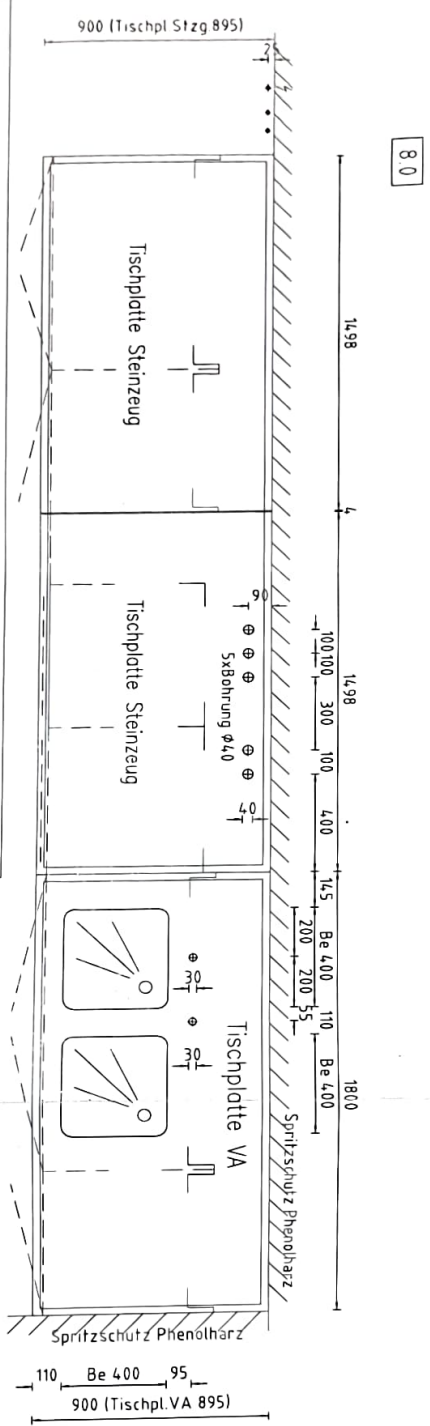 8.0
900 (Tischpl Stzg 895)
25
4
1498
4
1498
1800
100
100
300
100
400
145
Be 400
110
Be 400
200
200
55
Tischplatte Steinzeug
Tischplatte Steinzeug
90
5xBohrung ϕ40
40
30
30
Tischplatte VA
Spritzschutz Phenolharz
Spritzschutz Phenolharz
110
Be 400
95
900 (Tischpl.VA 895)